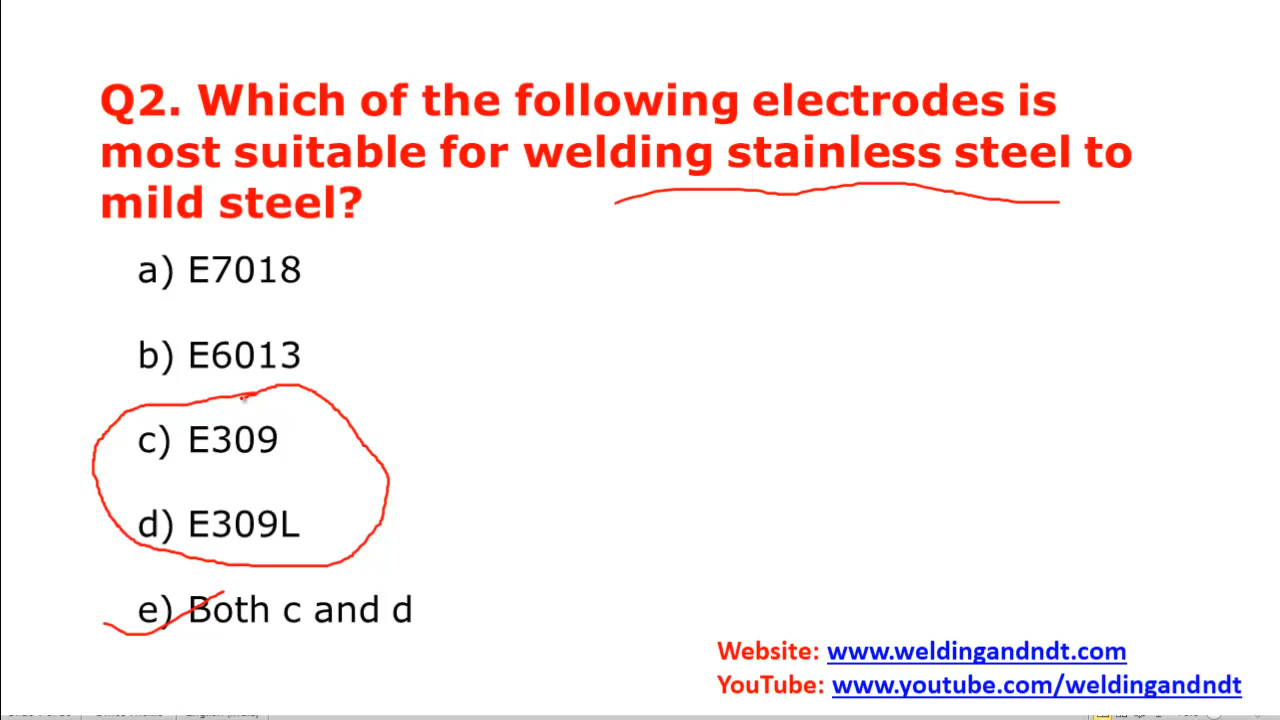 Q2. Which of the following electrodes is
most suitable for welding stainless steel to
mild steel?
a) E7018
b) E6013
c) E309
d) E309L
e) Both c and d
Website: www.weldingandndt.com
YouTube: www.youtube.com/weldingandndt